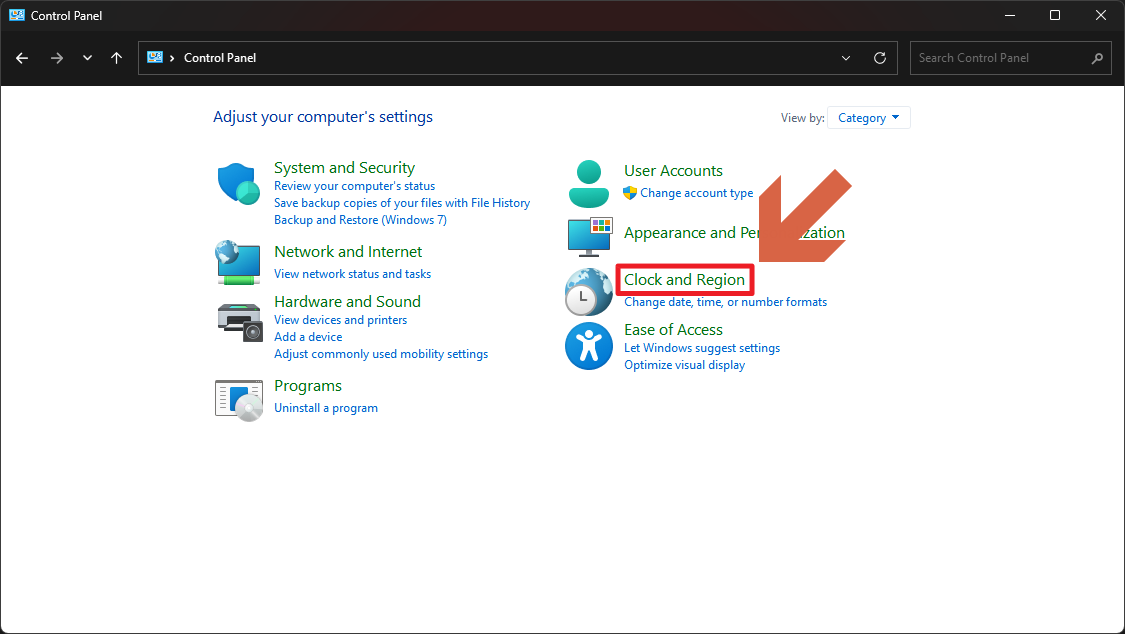 Control Panel
Control Panel
Search Control Panel
Adjust your computer's settings
View by: Category
System and Security
Review your computer's status
Save backup copies of your files with File History
Backup and Restore (Windows 7)
Network and Internet
View network status and tasks
Hardware and Sound
View devices and printers
Add a device
Adjust commonly used mobility settings
Programs
Uninstall a program
User Accounts
Change account type
Appearance and
Clock and Region
Change date, time, or number formats
Ease of Access
Let Windows suggest settings
Optimize visual display